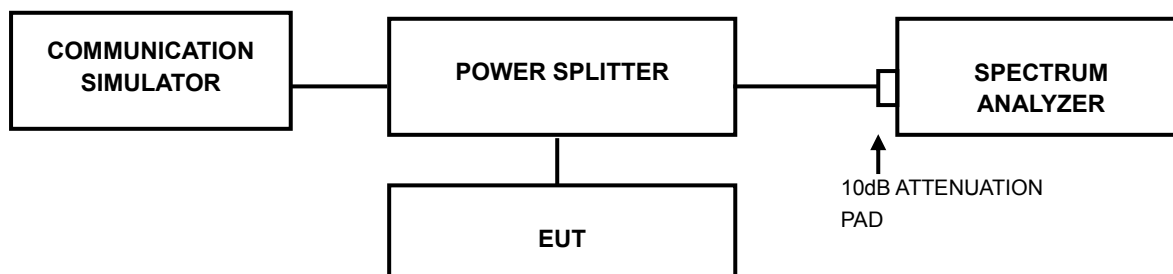 COMMUNICATION
SIMULATOR
POWER SPLITTER
SPECTRUM
ANALYZER
10dB ATTENUATION
PAD
EUT